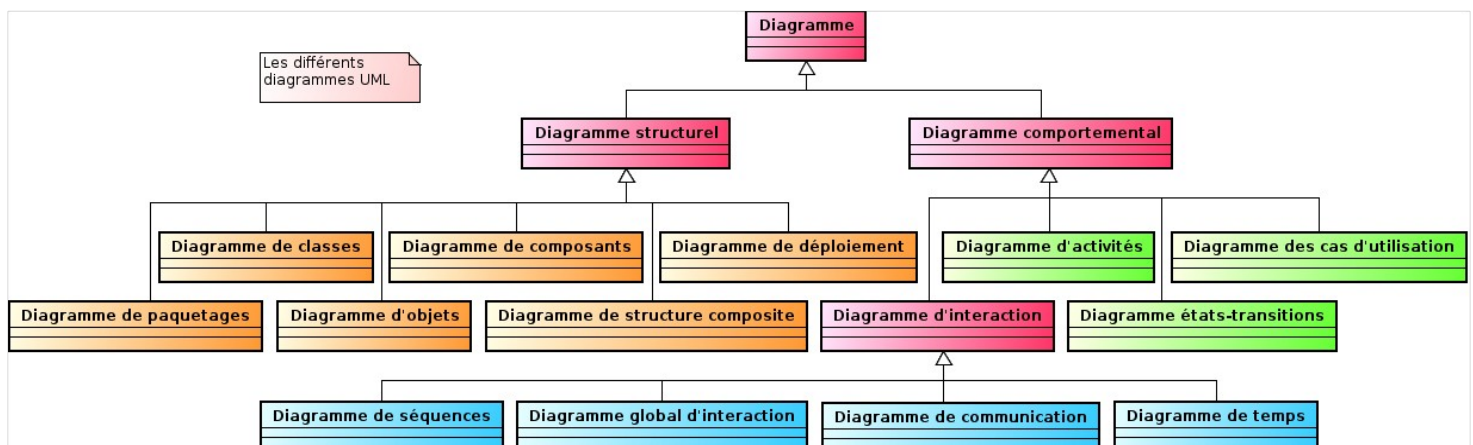 Diagramme
Les différents
diagrammes UML
Diagramme structurel
Diagramme comportemental
Diagramme de classes
Diagramme de composants
Diagramme de déploiement
Diagramme d'activités
Diagramme des cas d'utilisation
Diagramme de paquetages
Diagramme d'objets
Diagramme de structure composite
Diagramme d'interaction
Diagramme états-transitions
Diagramme de séquences
Diagramme global d'interaction
Diagramme de communication
Diagramme de temps